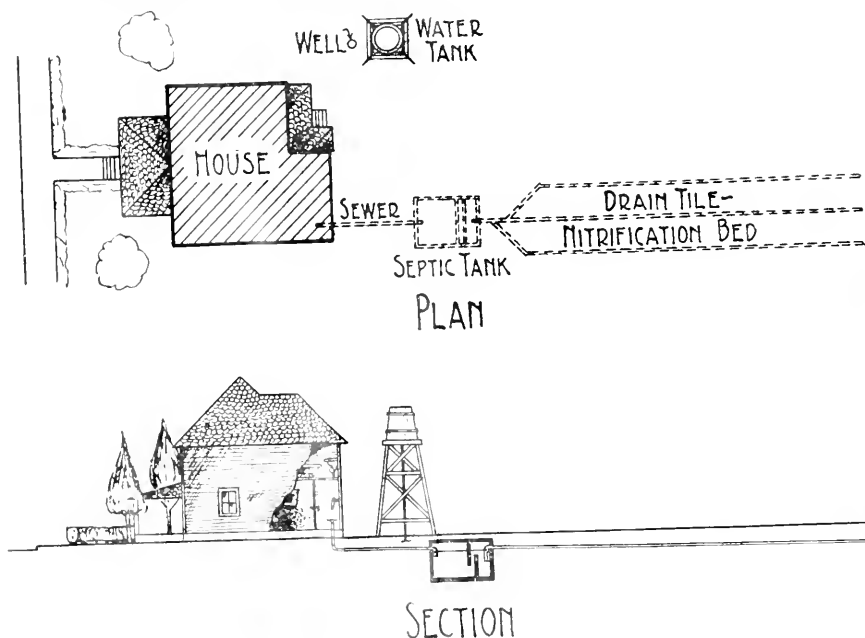 WELL
WATER
TANK
HOUSE
SEWER
DRAIN TILE-
NITRIFICATION BED
SEPTIC TANK
PLAN
SECTION